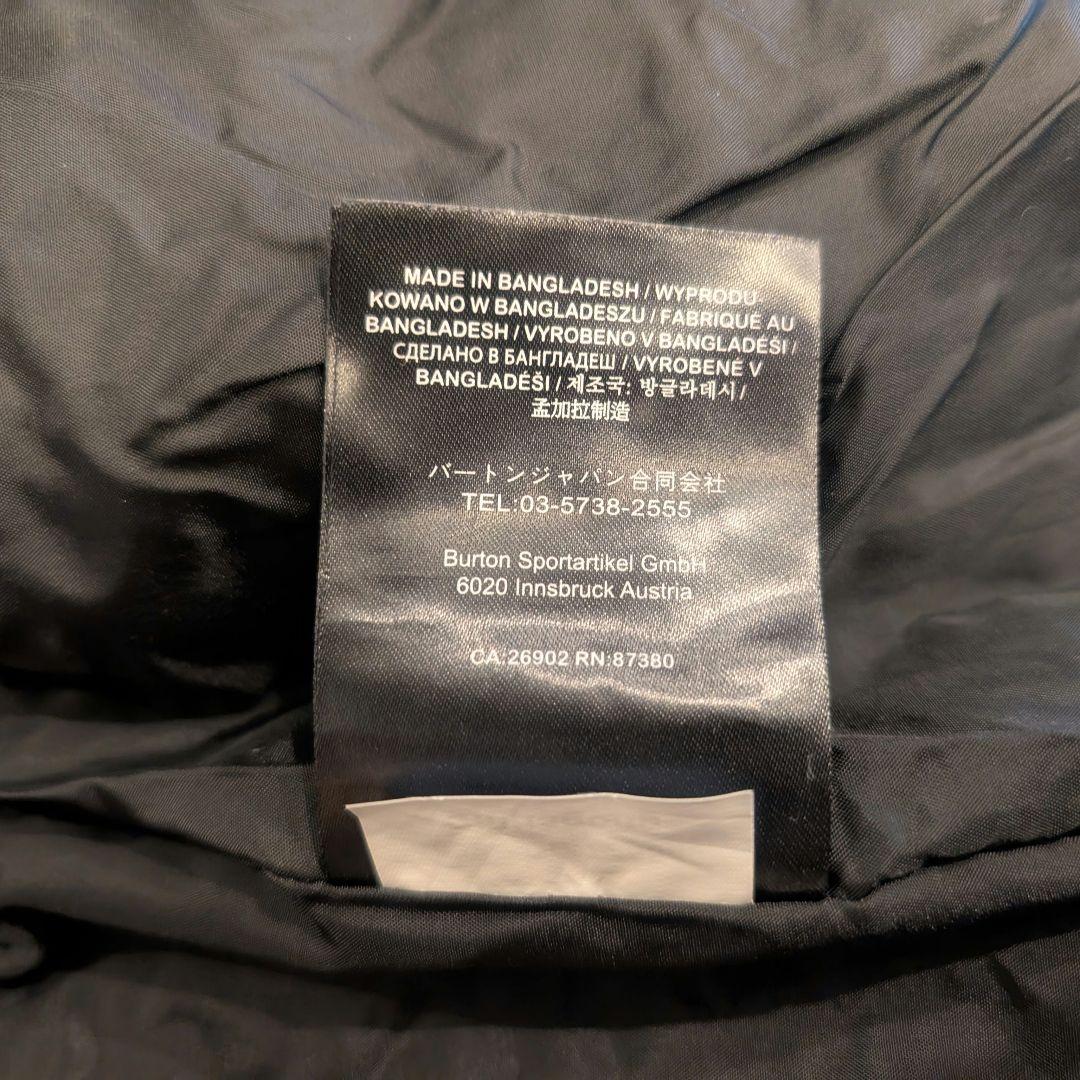 MADE IN BANGLADESH / WYPRODU
KOWANO W BANGLADESZU / FABRIQUÉ AU
BANGLADESH / VYROBENO V BANGLADÉŠI /
СДЕЛАНО В БАНГЛАДЕШ / VYROBENÉ V
BANGLADÉŠI / 제조국: 방글라데시 /
孟加拉制造
バートンジャパン合同会社
TEL:03-5738-2555
Burton Sportartikel GmbH
6020 Innsbruck Austria
CA:26902 RN:87380